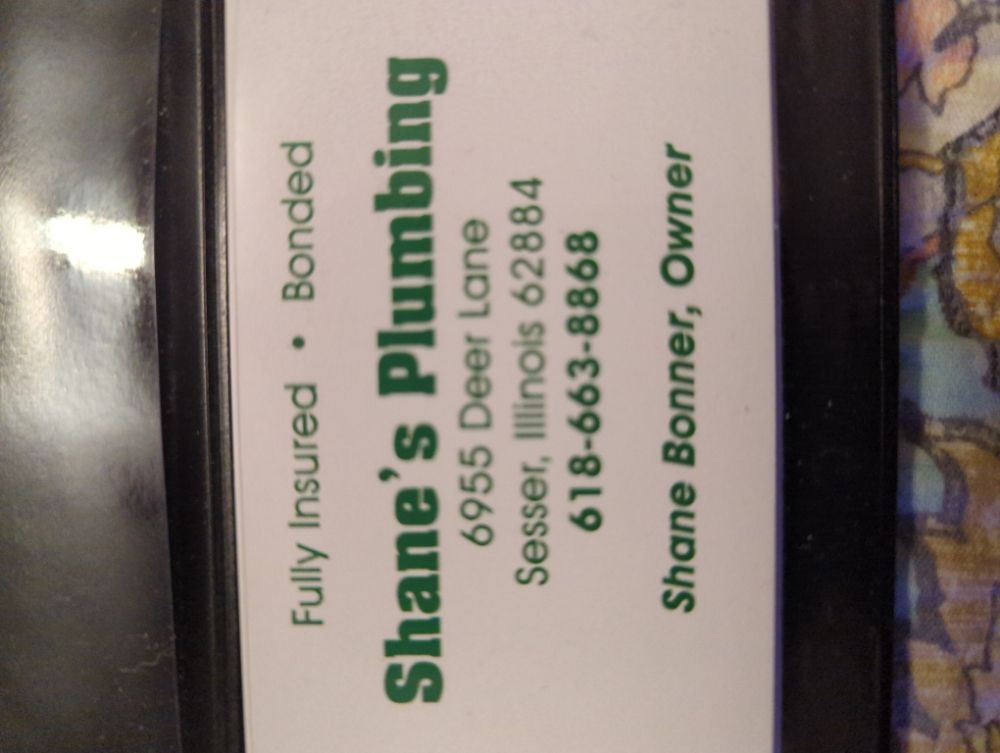 Fully Insured • Bonded
Shane's Plumbing
6955 Deer Lane
Sesser, Illinois 62884
618-663-8868
Shane Bonner, Owner